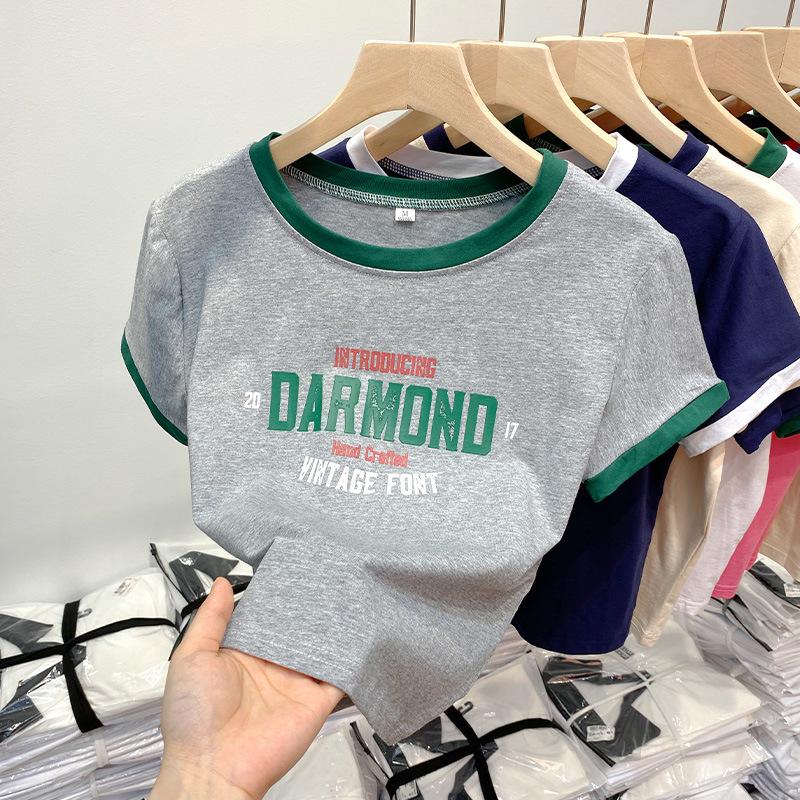 M
INTRODUCING
20 DARMOND 17
Hand Crafted
VINTAGE FONT